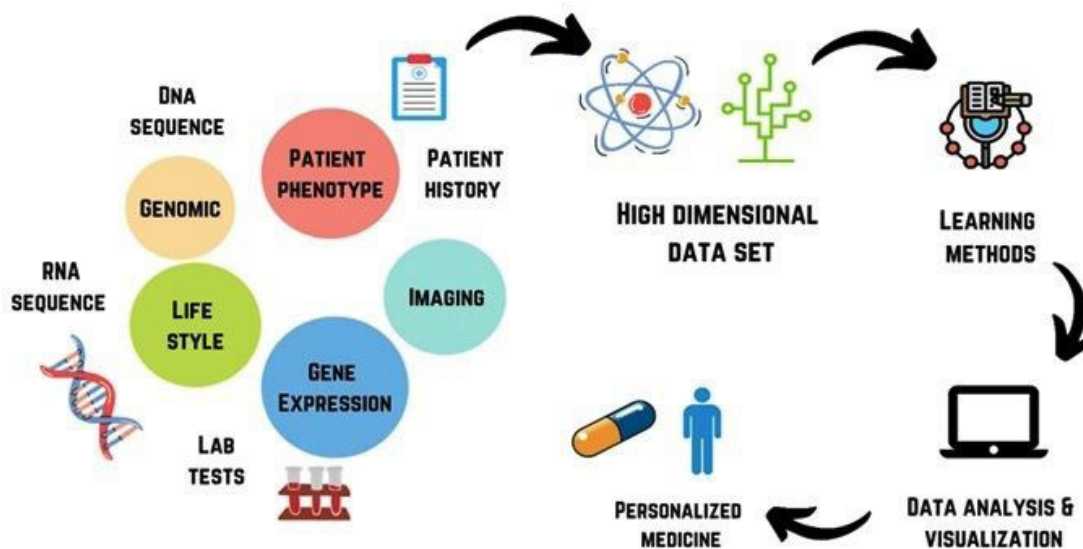 DNA
SEQUENCE
PATIENT
PHENOTYPE
PATIENT
HISTORY
GENOMIC
RNA
SEQUENCE
LIFE
STYLE
IMAGING
GENE
EXPRESSION
LAB
TESTS
HIGH DIMENSIONAL
DATA SET
LEARNING
METHODS
DATA ANALYSIS &
VISUALIZATION
PERSONALIZED
MEDICINE